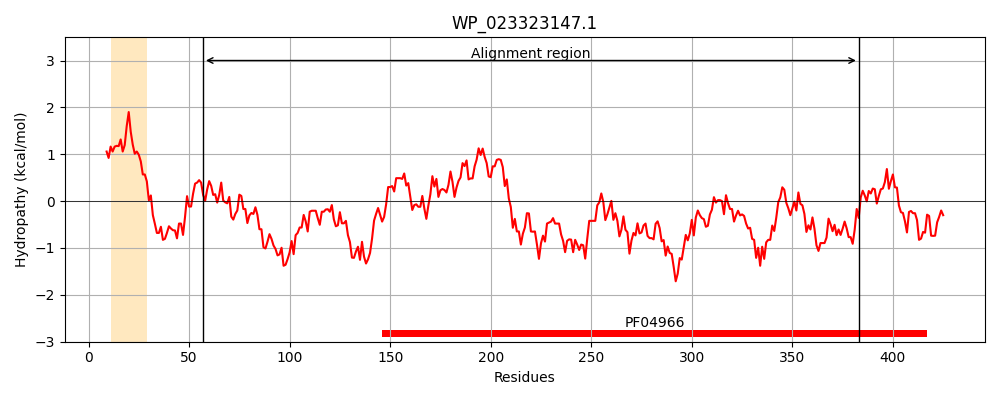 WP_023323147.1
Alignment region
3
2
1
0
−1
−2
−3
Hydropathy (kcal/mol)
PF04966
0 50 100 150 200 250 300 350 400
Residues